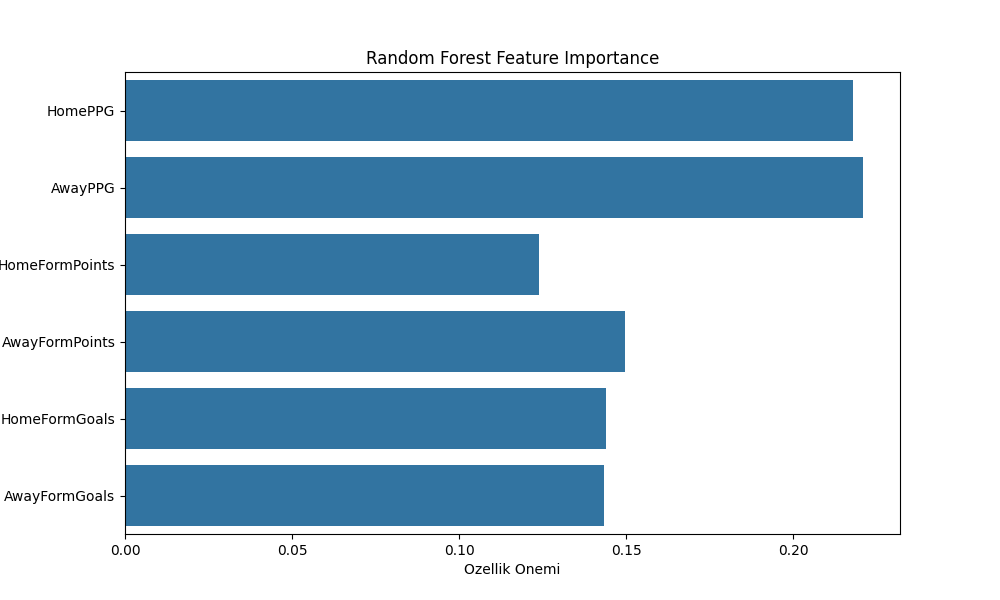 Random Forest Feature Importance
HomePPG
AwayPPG
HomeFormPoints
AwayFormPoints
HomeFormGoals
AwayFormGoals
0.00 0.05 0.10 0.15 0.20
Ozellik Onemi